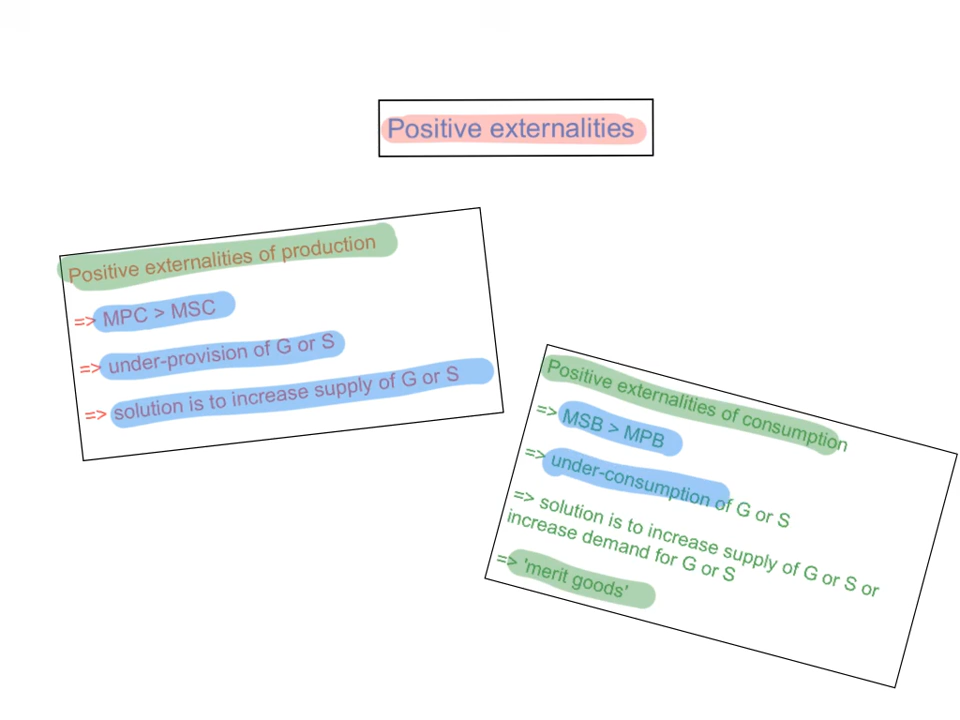 Positive externalities
Positive externalities of production
=> MPC > MSC
=> under-provision of G or S
=> solution is to increase supply of G or S
Positive externalities of consumption
=> MSB > MPB
=> under-consumption of G or S
=> solution is to increase supply of G or S or
increase demand for G or S
=> 'merit goods'